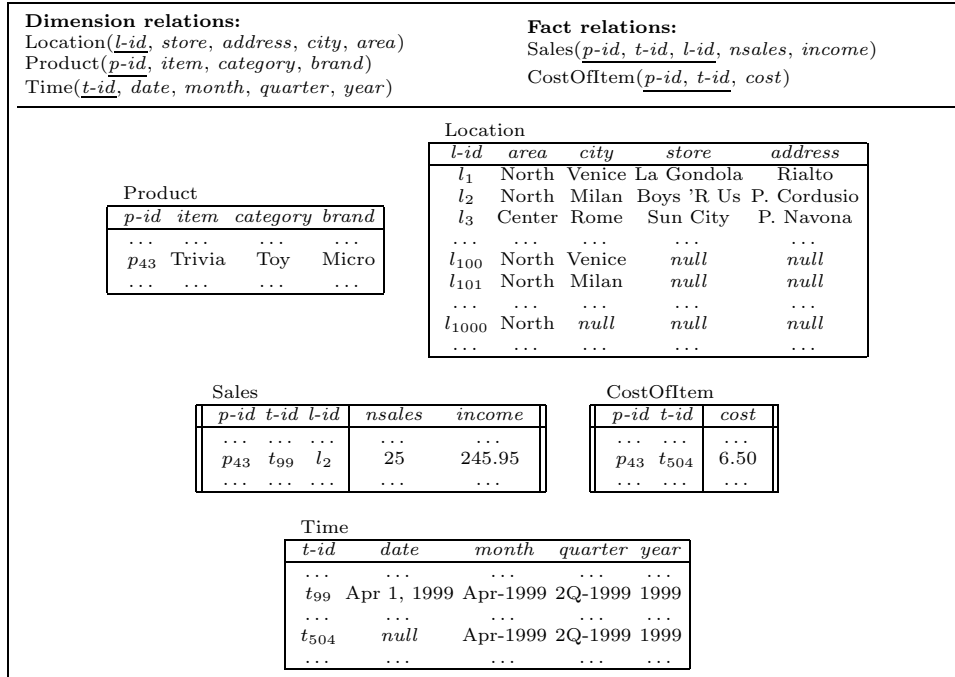 Dimension relations:
Location(l-id, store, address, city, area)
Product(p-id, item, category, brand)
Time(t-id, date, month, quarter, year)
Fact relations:
Sales(p-id, t-id, l-id, nsales, income)
CostOfItem(p-id, t-id, cost)
Location
l-id area city store address
l1 North Venice La Gondola Rialto
l2 North Milan Boys 'R Us P. Cordusio
l3 Center Rome Sun City P. Navona
... ... ... ... ...
l100 North Venice null null
l101 North Milan null null
... ... ... ... ...
l1000 North null null null
... ... ... ... ...
Product
p-id item category brand
... ... ... ...
p43 Trivia Toy Micro
... ... ... ...
Sales
p-id t-id l-id nsales income
... ... ... ... ...
p43 t99 l2 25 245.95
... ... ... ... ...
CostOfItem
p-id t-id cost
... ... ...
p43 t504 6.50
... ... ...
Time
t-id date month quarter year
... ... ... ... ...
t99 Apr 1, 1999 Apr-1999 2Q-1999 1999
... ... ... ... ...
t504 null Apr-1999 2Q-1999 1999
... ... ... ... ...